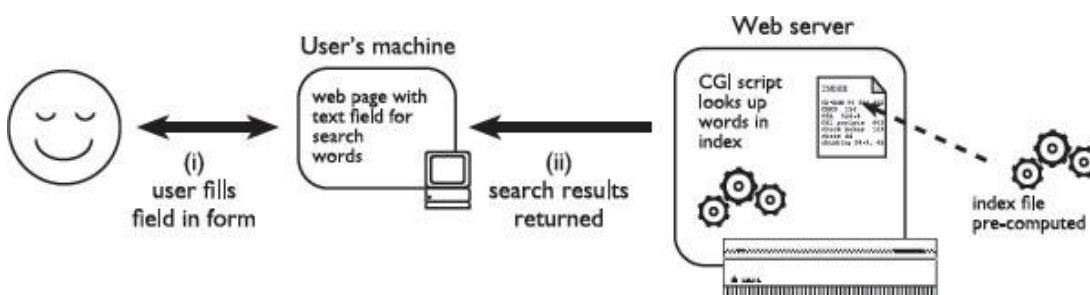 User's machine
web page with
text field for
search
words
(i)
user fills
field in form
(ii)
search results
returned
Web server
CGI script
looks up
words in
index
INDEX
index file
pre-computed